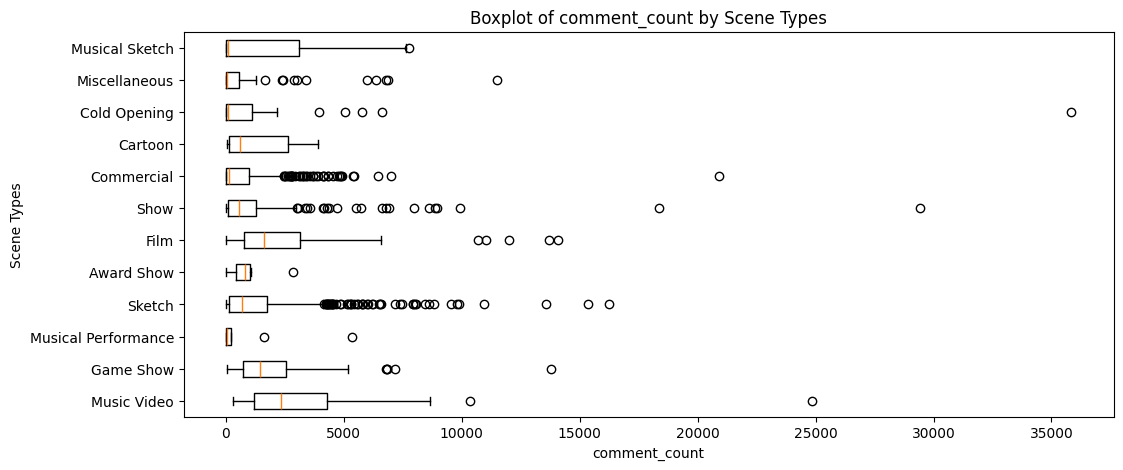 Boxplot of comment_count by Scene Types
Musical Sketch
Miscellaneous
Cold Opening
Cartoon
Commercial
Show
Film
Award Show
Sketch
Musical Performance
Game Show
Music Video
Scene Types
0 5000 10000 15000 20000 25000 30000 35000
comment_count